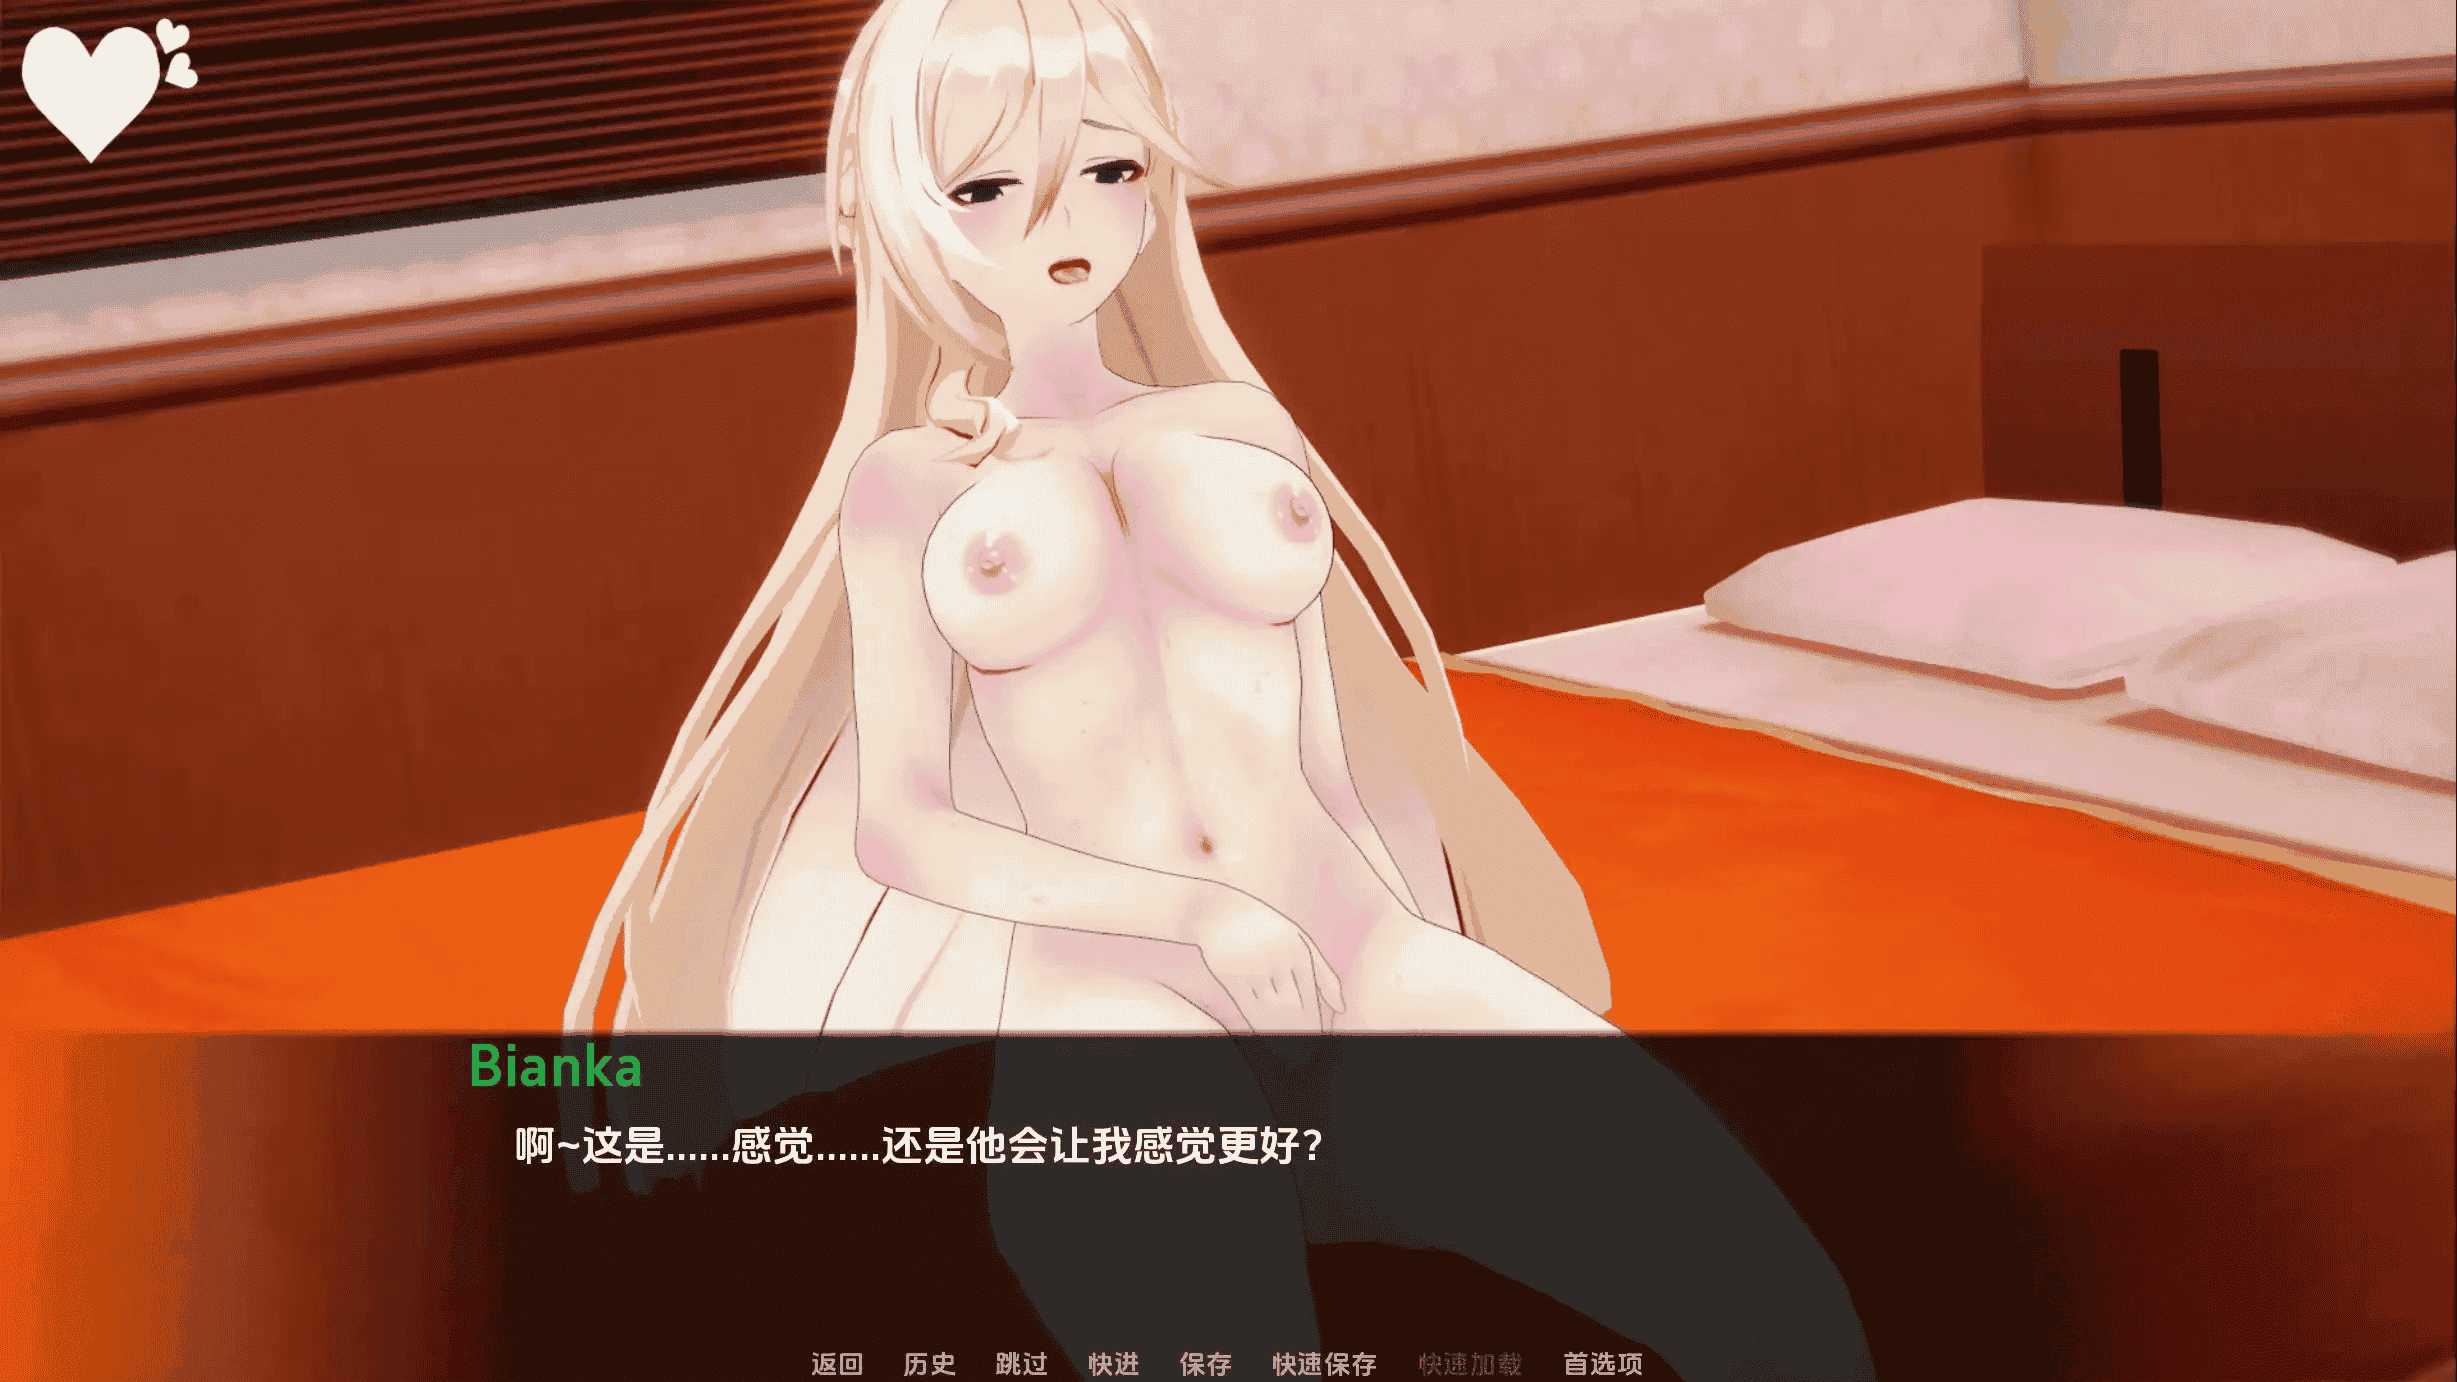 Bianka
啊~这是......感觉......还是他会让我感觉更好?
返回 历史 跳过 快进 保存 快速保存 快速加载 首选项